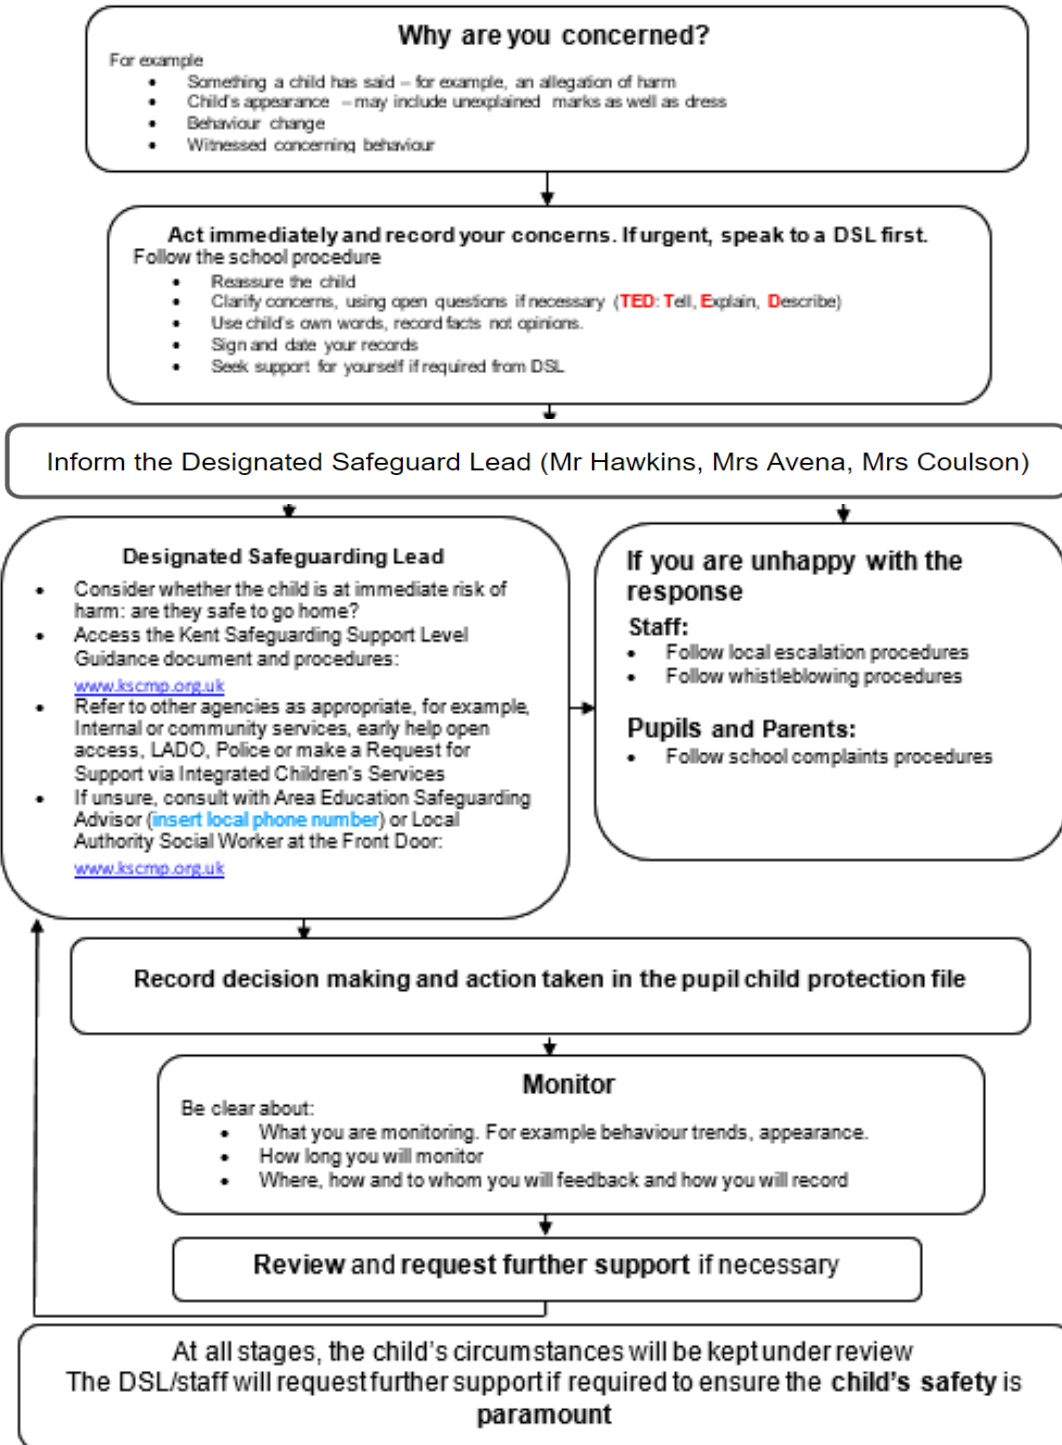 Why are you concerned?
For example
• Something a child has said – for example, an allegation of harm
• Child's appearance – may include unexplained marks as well as dress
• Behaviour change
• Witnessed concerning behaviour
Act immediately and record your concerns. If urgent, speak to a DSL first.
Follow the school procedure
• Reassure the child
• Clarify concerns, using open questions if necessary (TED: Tell, Explain, Describe)
• Use child's own words, record facts not opinions.
• Sign and date your records
• Seek support for yourself if required from DSL
Inform the Designated Safeguard Lead (Mr Hawkins, Mrs Avena, Mrs Coulson)
Designated Safeguarding Lead
• Consider whether the child is at immediate risk of
harm: are they safe to go home?
• Access the Kent Safeguarding Support Level
Guidance document and procedures:
www.kscmp.org.uk
• Refer to other agencies as appropriate, for example,
Internal or community services, early help open
access, LADO, Police or make a Request for
Support via Integrated Children's Services
• If unsure, consult with Area Education Safeguarding
Advisor (insert local phone number) or Local
Authority Social Worker at the Front Door:
www.kscmp.org.uk
If you are unhappy with the
response
Staff:
• Follow local escalation procedures
• Follow whistleblowing procedures
Pupils and Parents:
• Follow school complaints procedures
Record decision making and action taken in the pupil child protection file
Monitor
Be clear about:
• What you are monitoring. For example behaviour trends, appearance.
• How long you will monitor
• Where, how and to whom you will feedback and how you will record
Review and request further support if necessary
At all stages, the child's circumstances will be kept under review
The DSL/staff will request further support if required to ensure the child's safety is
paramount